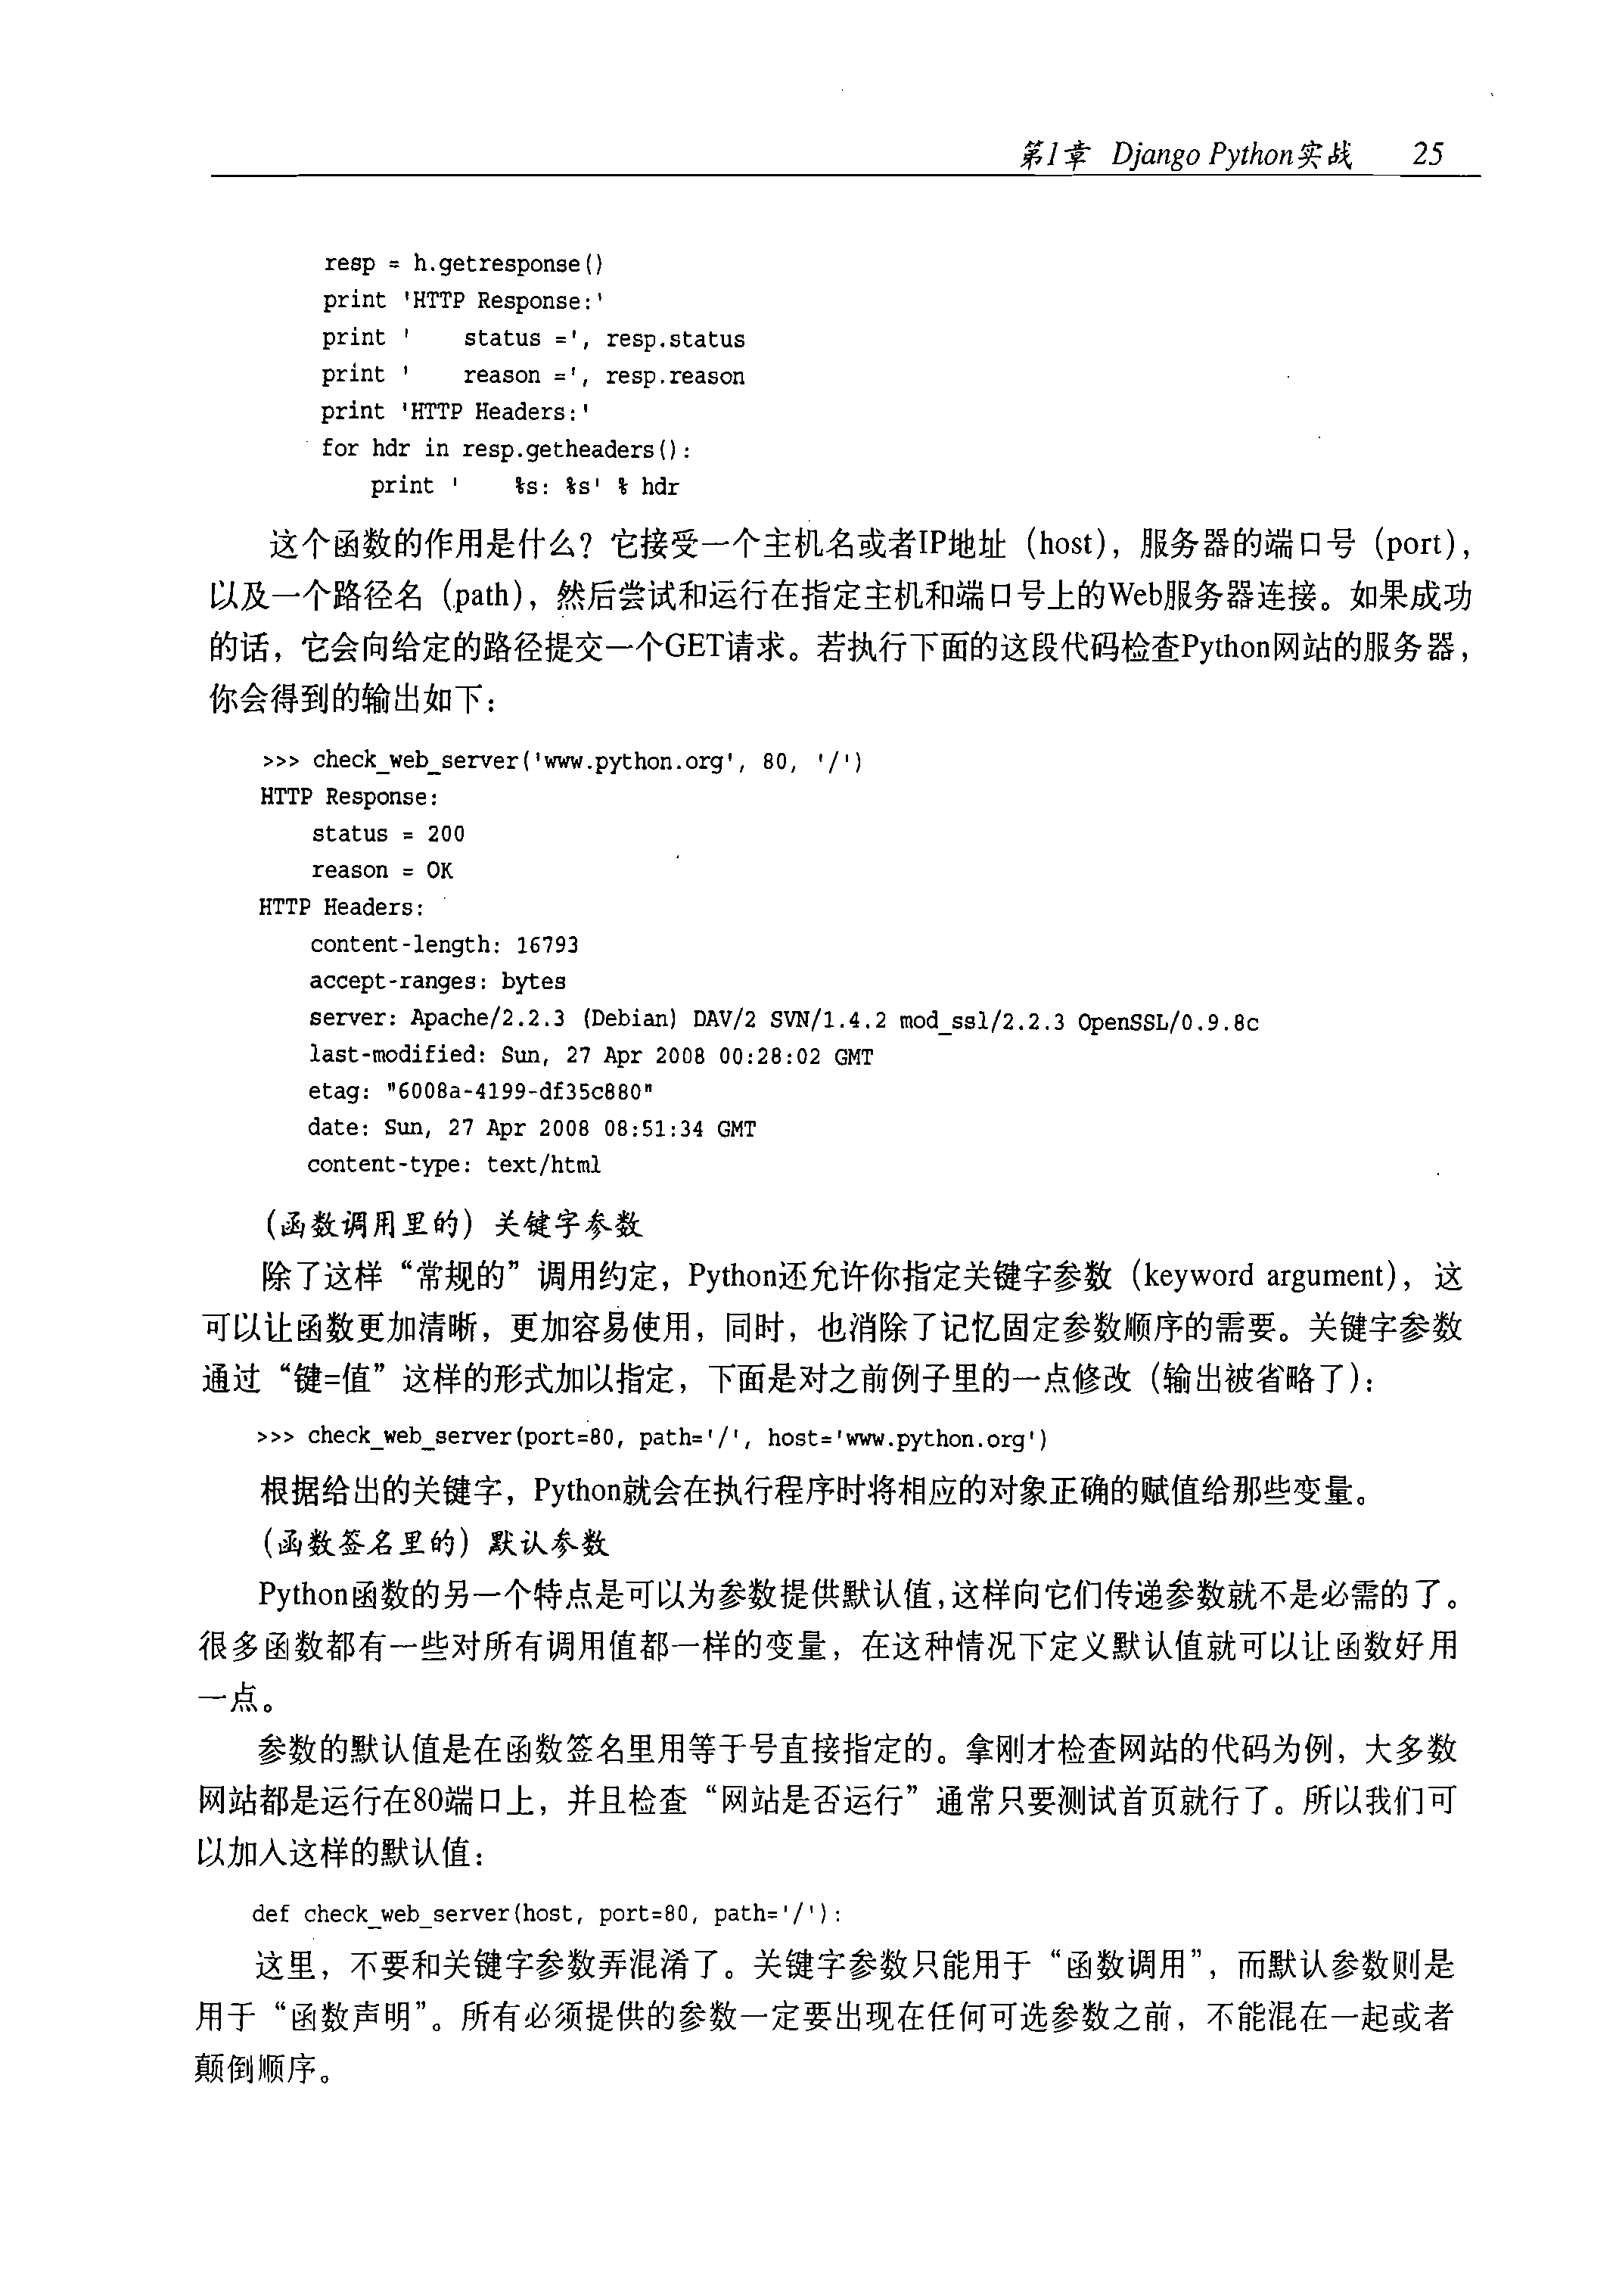 第1章 Django Python实战 25
resp = h.getresponse()
print 'HTTP Response:'
print '    status =', resp.status
print '    reason =', resp.reason
print 'HTTP Headers:'
for hdr in resp.getheaders():
    print '    %s: %s' % hdr
这个函数的作用是什么？它接受一个主机名或者IP地址（host），服务器的端口号（port），
以及一个路径名（path），然后尝试和运行在指定主机和端口号上的Web服务器连接。如果成功
的话，它会向给定的路径提交一个GET请求。若执行下面的这段代码检查Python网站的服务器，
你会得到的输出如下：
>>> check_web_server('www.python.org', 80, '/')
HTTP Response:
    status = 200
    reason = OK
HTTP Headers:
    content-length: 16793
    accept-ranges: bytes
    server: Apache/2.2.3 (Debian) DAV/2 SVN/1.4.2 mod_ssl/2.2.3 OpenSSL/0.9.8c
    last-modified: Sun, 27 Apr 2008 00:28:02 GMT
    etag: "6008a-4199-df35c880"
    date: Sun, 27 Apr 2008 08:51:34 GMT
    content-type: text/html
（函数调用里的）关键字参数
除了这样“常规的”调用约定，Python还允许你指定关键字参数（keyword argument），这
可以让函数更加清晰，更加容易使用，同时，也消除了记忆固定参数顺序的需要。关键字参数
通过“键=值”这样的形式加以指定，下面是对之前例子里的一点修改（输出被省略了）：
>>> check_web_server(port=80, path='/', host='www.python.org')
根据给出的关键字，Python就会在执行程序时将相应的对象正确的赋值给那些变量。
（函数签名里的）默认参数
Python函数的另一个特点是可以为参数提供默认值，这样向它们传递参数就不是必需的了。
很多函数都有一些对所有调用值都一样的变量，在这种情况下定义默认值就可以让函数好用
一点。
参数的默认值是在函数签名里用等于号直接指定的。拿刚才检查网站的代码为例，大多数
网站都是运行在80端口上，并且检查“网站是否运行”通常只要测试首页就行了。所以我们可
以加入这样的默认值：
def check_web_server(host, port=80, path='/'):
这里，不要和关键字参数弄混淆了。关键字参数只能用于“函数调用”，而默认参数则是
用于“函数声明”。所有必须提供的参数一定要出现在任何可选参数之前，不能混在一起或者
颠倒顺序。